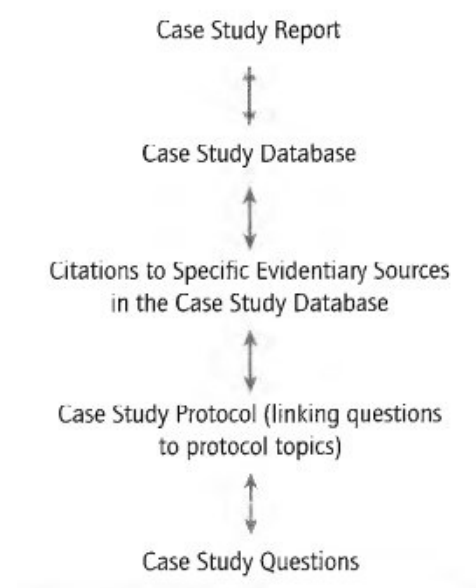 Case Study Report
Case Study Database
Citations to Specific Evidentiary Sources
in the Case Study Database
Case Study Protocol (linking questions
to protocol topics)
Case Study Questions